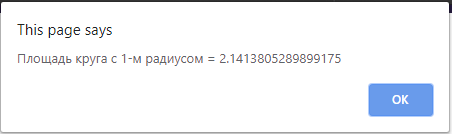 This page says
Площадь круга с 1-м радиусом = 2.1413805289899175
OK